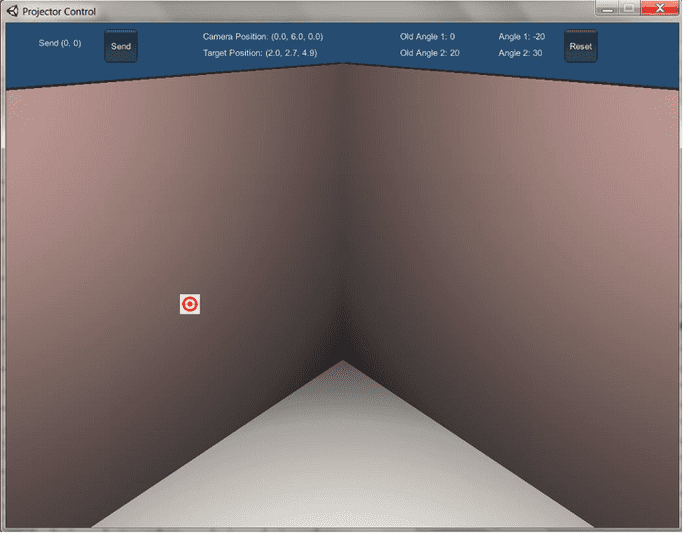 Projector Control
Send (0, 0)
Send
Camera Position: (0.0, 6.0, 0.0)
Target Position: (2.0, 2.7, 4.9)
Old Angle 1: 0
Old Angle 2: 20
Angle 1: -20
Angle 2: 30
Reset